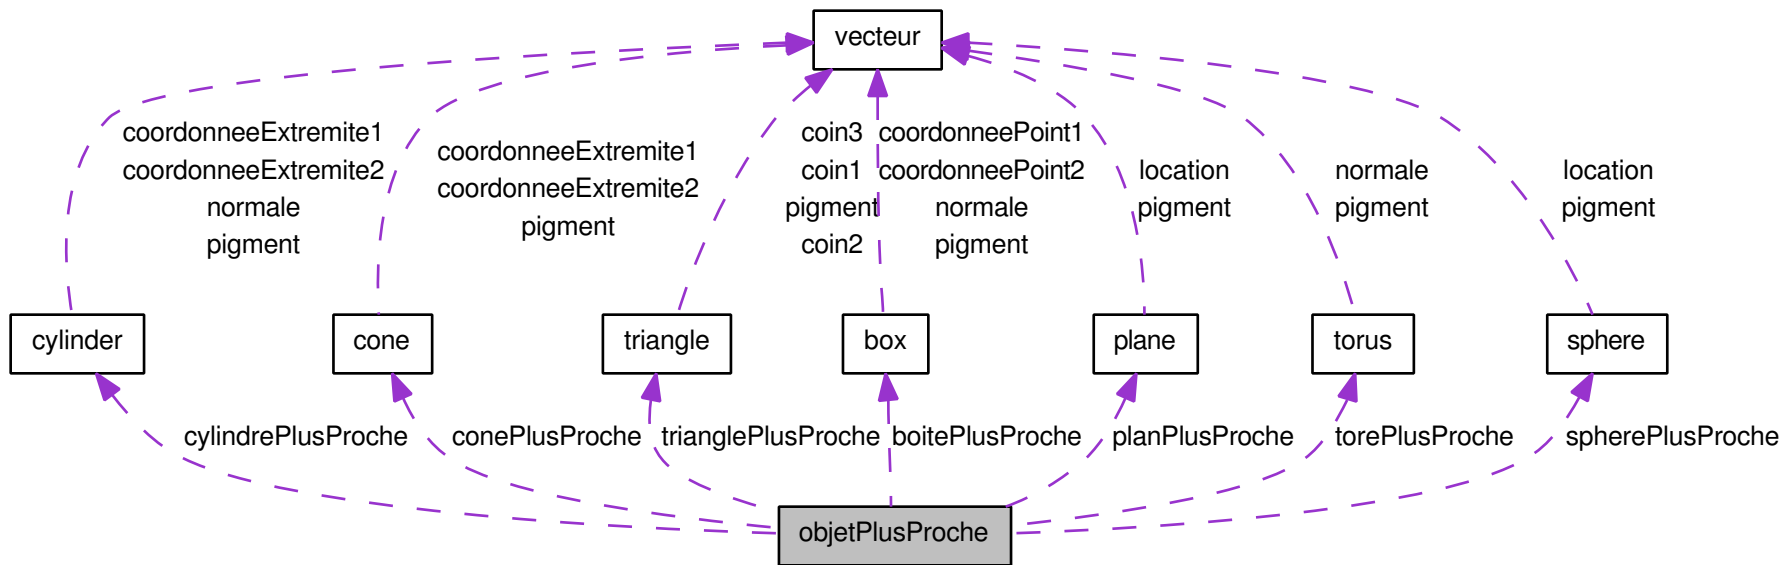 vecteur
coordonneeExtremite1
coordonneeExtremite2
normale
pigment
coordonneeExtremite1
coordonneeExtremite2
pigment
coin3
coin1
pigment
coin2
coordonneePoint1
coordonneePoint2
normale
pigment
location
pigment
normale
pigment
location
pigment
cylinder
cone
triangle
box
plane
torus
sphere
cylindrePlusProche
conePlusProche
trianglePlusProche
boitePlusProche
planPlusProche
torePlusProche
spherePlusProche
objetPlusProche